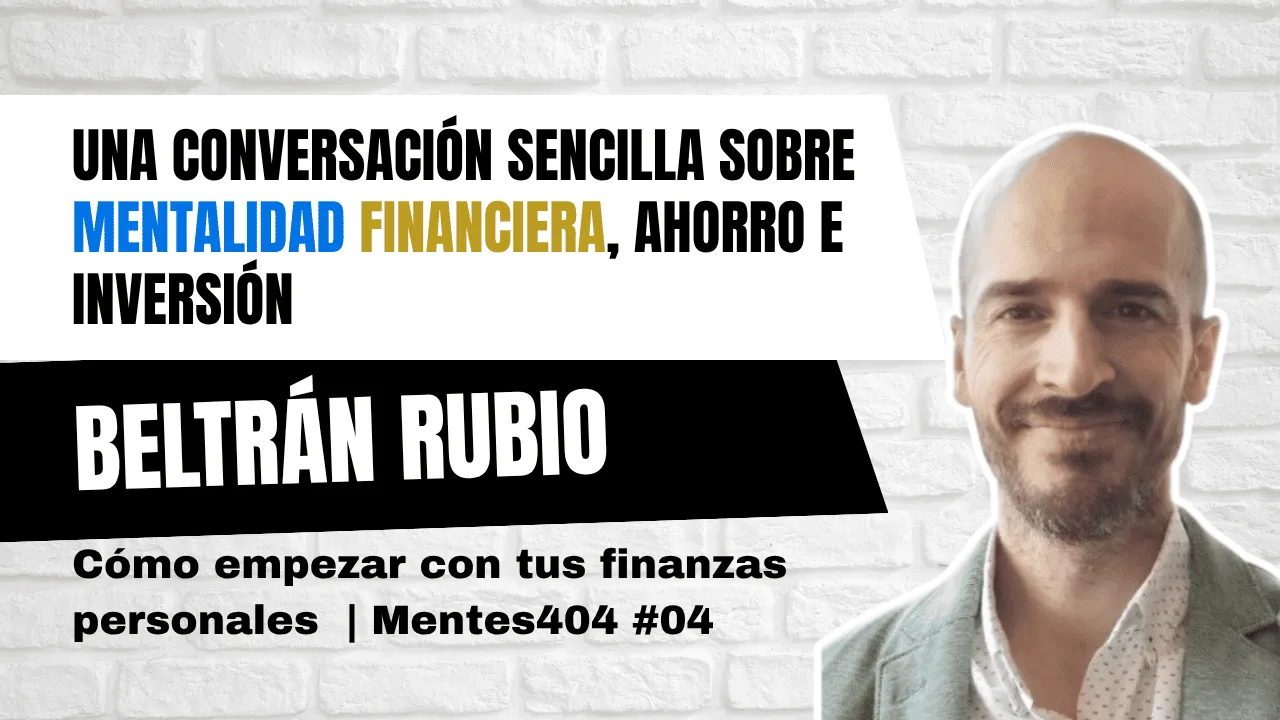 UNA CONVERSACIÓN SENCILLA SOBRE
MENTALIDAD FINANCIERA, AHORRO E
INVERSIÓN
BELTRÁN RUBIO
Cómo empezar con tus finanzas
personales | Mentes404 #04